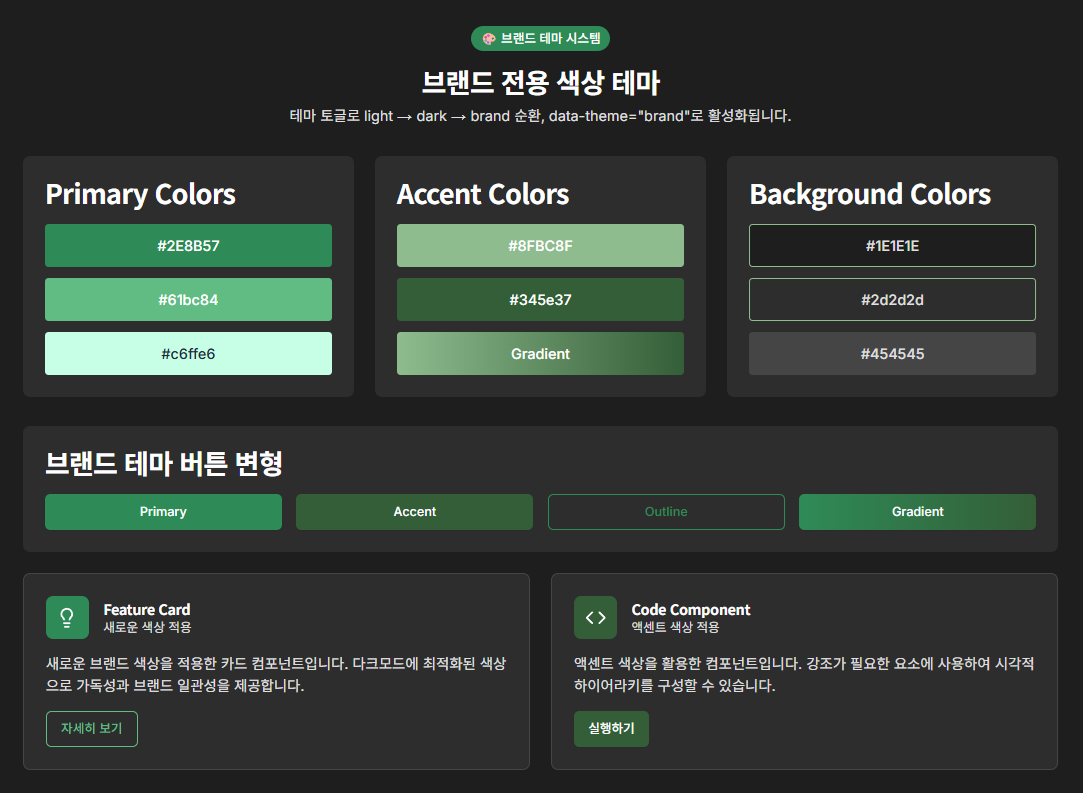 🎨 브랜드 테마 시스템
브랜드 전용 색상 테마
테마 토글로 light → dark → brand 순환, data-theme="brand"로 활성화됩니다.
Primary Colors
#2E8B57
#61bc84
#c6ffe6
Accent Colors
#8FBC8F
#345e37
Gradient
Background Colors
#1E1E1E
#2d2d2d
#454545
브랜드 테마 버튼 변형
Primary
Accent
Outline
Gradient
Feature Card
새로운 색상 적용
새로운 브랜드 색상을 적용한 카드 컴포넌트입니다. 다크모드에 최적화된 색상
으로 가독성과 브랜드 일관성을 제공합니다.
자세히 보기
Code Component
액센트 색상 적용
액센트 색상을 활용한 컴포넌트입니다. 강조가 필요한 요소에 사용하여 시각적
하이어라키를 구성할 수 있습니다.
실행하기